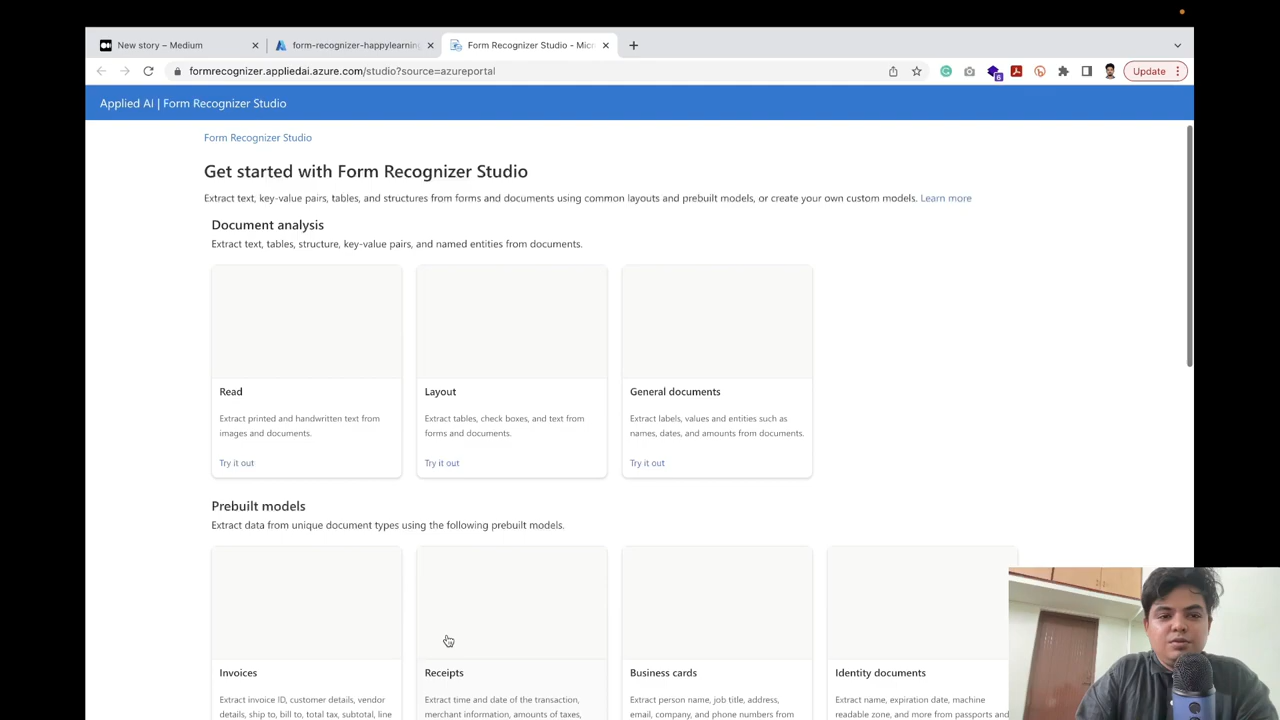 New story – Medium
form-recognizer-happylearning
Form Recognizer Studio - Micr
formrecognizer.appliedai.azure.com/studio?source=azureportal
6
Update
Applied AI | Form Recognizer Studio
Form Recognizer Studio
Get started with Form Recognizer Studio
Extract text, key-value pairs, tables, and structures from forms and documents using common layouts and prebuilt models, or create your own custom models. Learn more
Document analysis
Extract text, tables, structure, key-value pairs, and named entities from documents.
Read
Extract printed and handwritten text from
images and documents.
Try it out
Layout
Extract tables, check boxes, and text from
forms and documents.
Try it out
General documents
Extract labels, values and entities such as
names, dates, and amounts from documents.
Try it out
Prebuilt models
Extract data from unique document types using the following prebuilt models.
Invoices
Extract invoice ID, customer details, vendor
details, ship to, bill to, total tax, subtotal, line
Receipts
Extract time and date of the transaction,
merchant information, amounts of taxes,
Business cards
Extract person name, job title, address,
email, company, and phone numbers from
Identity documents
Extract name, expiration date, machine
readable zone, and more from passports and